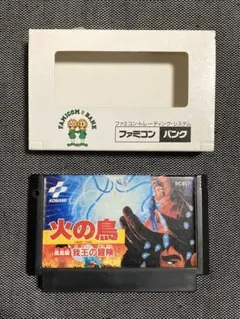 FAMICOM BANK
ファミコン・トレーディング・システム
ファミコン バンク
KONAMI
火の鳥
鳳凰編 我王の冒険